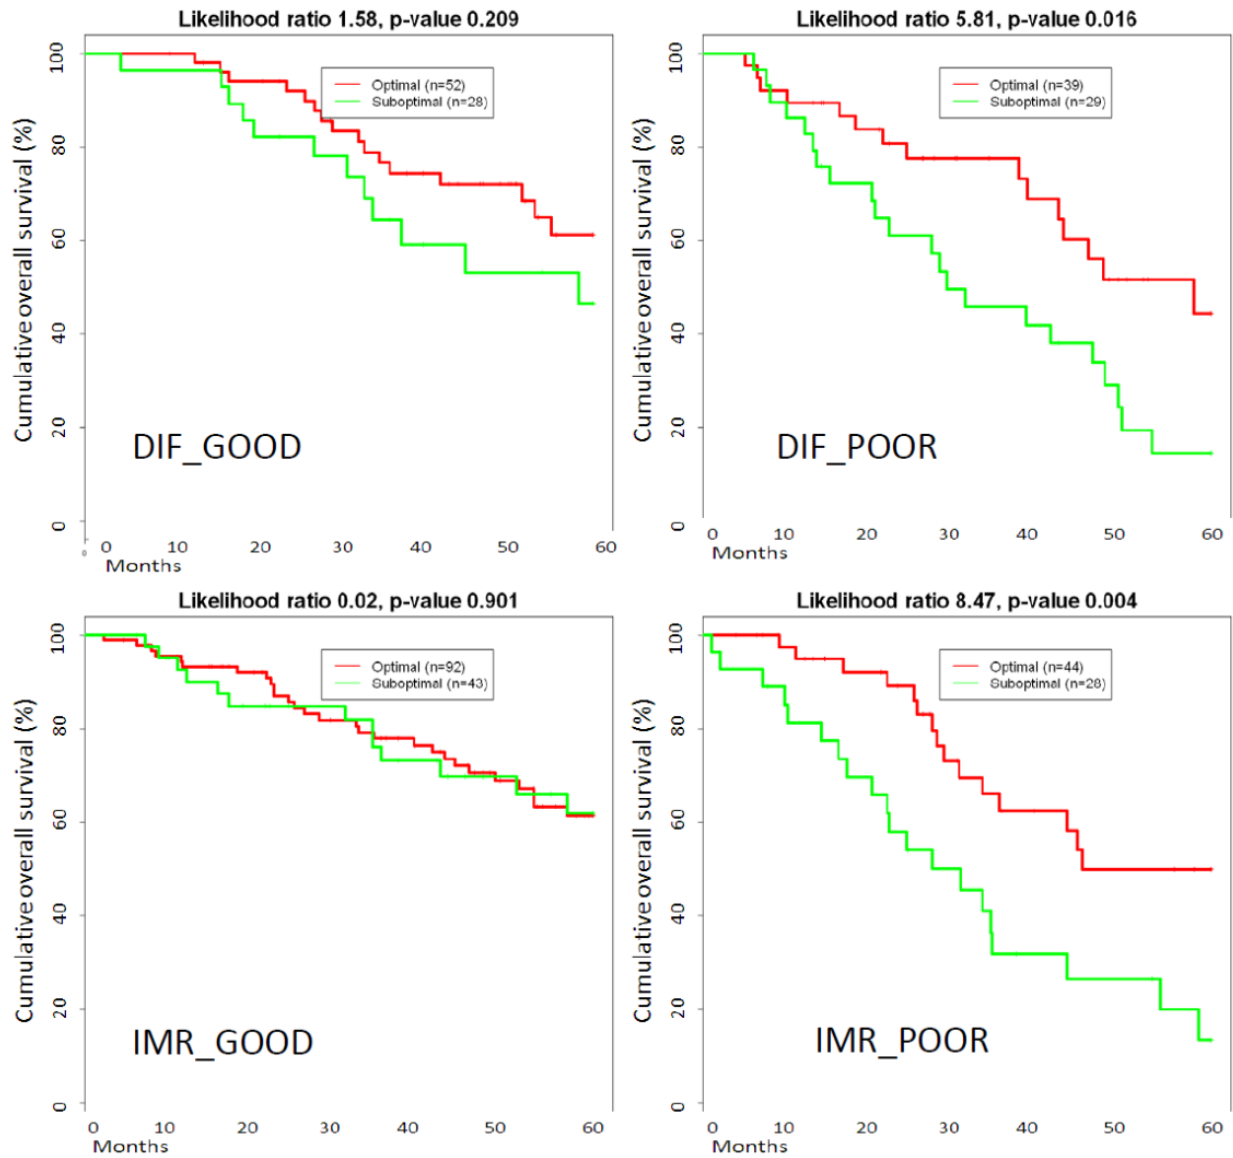 Likelihood ratio 1.58, p-value 0.209
Cumulative overall survival (%)
100
80
60
40
20
0
Optimal (n=52)
Suboptimal (n=28)
DIF_GOOD
0
0 10 20 30 40 50 60
Months
Likelihood ratio 5.81, p-value 0.016
Cumulative overall survival (%)
100
80
60
40
20
0
Optimal (n=39)
Suboptimal (n=29)
DIF_POOR
0 10 20 30 40 50 60
Months
Likelihood ratio 0.02, p-value 0.901
Cumulative overall survival (%)
100
80
60
40
20
0
Optimal (n=92)
Suboptimal (n=43)
IMR_GOOD
0 10 20 30 40 50 60
Months
Likelihood ratio 8.47, p-value 0.004
Cumulative overall survival (%)
100
80
60
40
20
0
Optimal (n=44)
Suboptimal (n=28)
IMR_POOR
0 10 20 30 40 50 60
Months